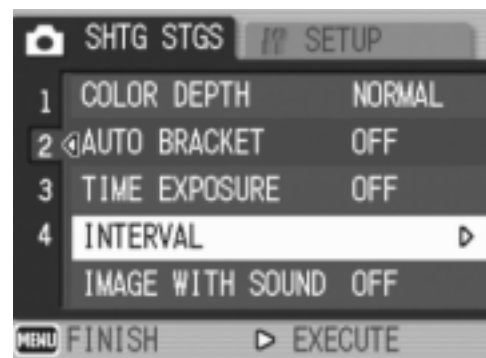 SHTG STGS SETUP
1 COLOR DEPTH NORMAL
2 AUTO BRACKET OFF
3 TIME EXPOSURE OFF
4 INTERVAL
IMAGE WITH SOUND OFF
MENU FINISH EXECUTE